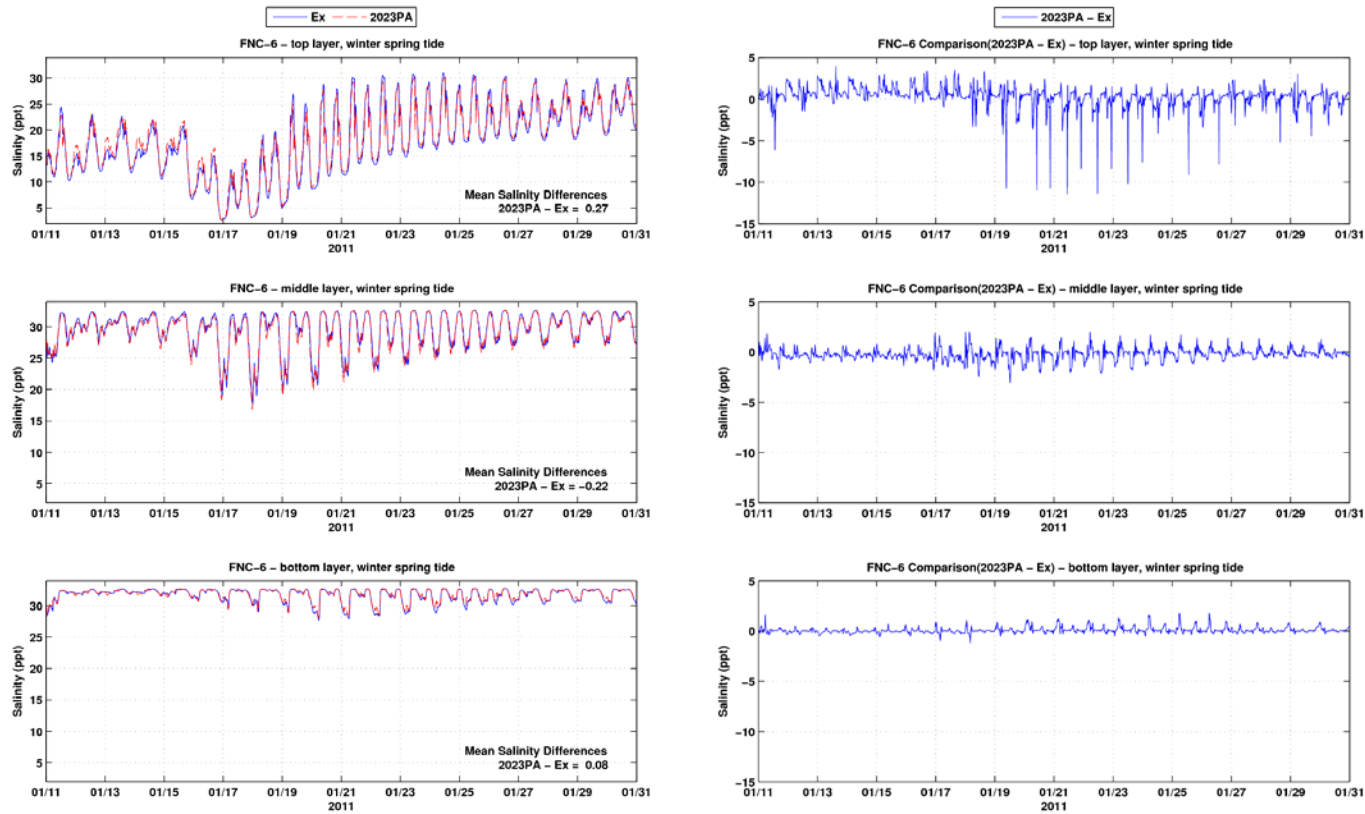 Ex 2023PA
FNC-6 - top layer, winter spring tide
Salinity (ppt)
30
25
20
15
10
5
Mean Salinity Differences
2023PA - Ex = 0.27
01/11 01/13 01/15 01/17 01/19 01/21 01/23 01/25 01/27 01/29 01/31
2011
2023PA - Ex
FNC-6 Comparison(2023PA - Ex) - top layer, winter spring tide
Salinity (ppt)
5
0
-5
-10
-15
01/11 01/13 01/15 01/17 01/19 01/21 01/23 01/25 01/27 01/29 01/31
2011
FNC-6 - middle layer, winter spring tide
Salinity (ppt)
30
25
20
15
10
5
Mean Salinity Differences
2023PA - Ex = -0.22
01/11 01/13 01/15 01/17 01/19 01/21 01/23 01/25 01/27 01/29 01/31
2011
FNC-6 Comparison(2023PA - Ex) - middle layer, winter spring tide
Salinity (ppt)
5
0
-5
-10
-15
01/11 01/13 01/15 01/17 01/19 01/21 01/23 01/25 01/27 01/29 01/31
2011
FNC-6 - bottom layer, winter spring tide
Salinity (ppt)
30
25
20
15
10
5
Mean Salinity Differences
2023PA - Ex = 0.08
01/11 01/13 01/15 01/17 01/19 01/21 01/23 01/25 01/27 01/29 01/31
2011
FNC-6 Comparison(2023PA - Ex) - bottom layer, winter spring tide
Salinity (ppt)
5
0
-5
-10
-15
01/11 01/13 01/15 01/17 01/19 01/21 01/23 01/25 01/27 01/29 01/31
2011